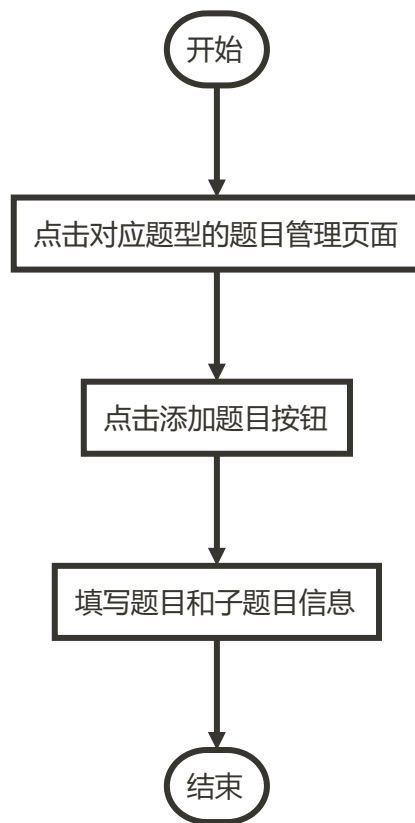 开始
点击对应题型的题目管理页面
点击添加题目按钮
填写题目和子题目信息
结束